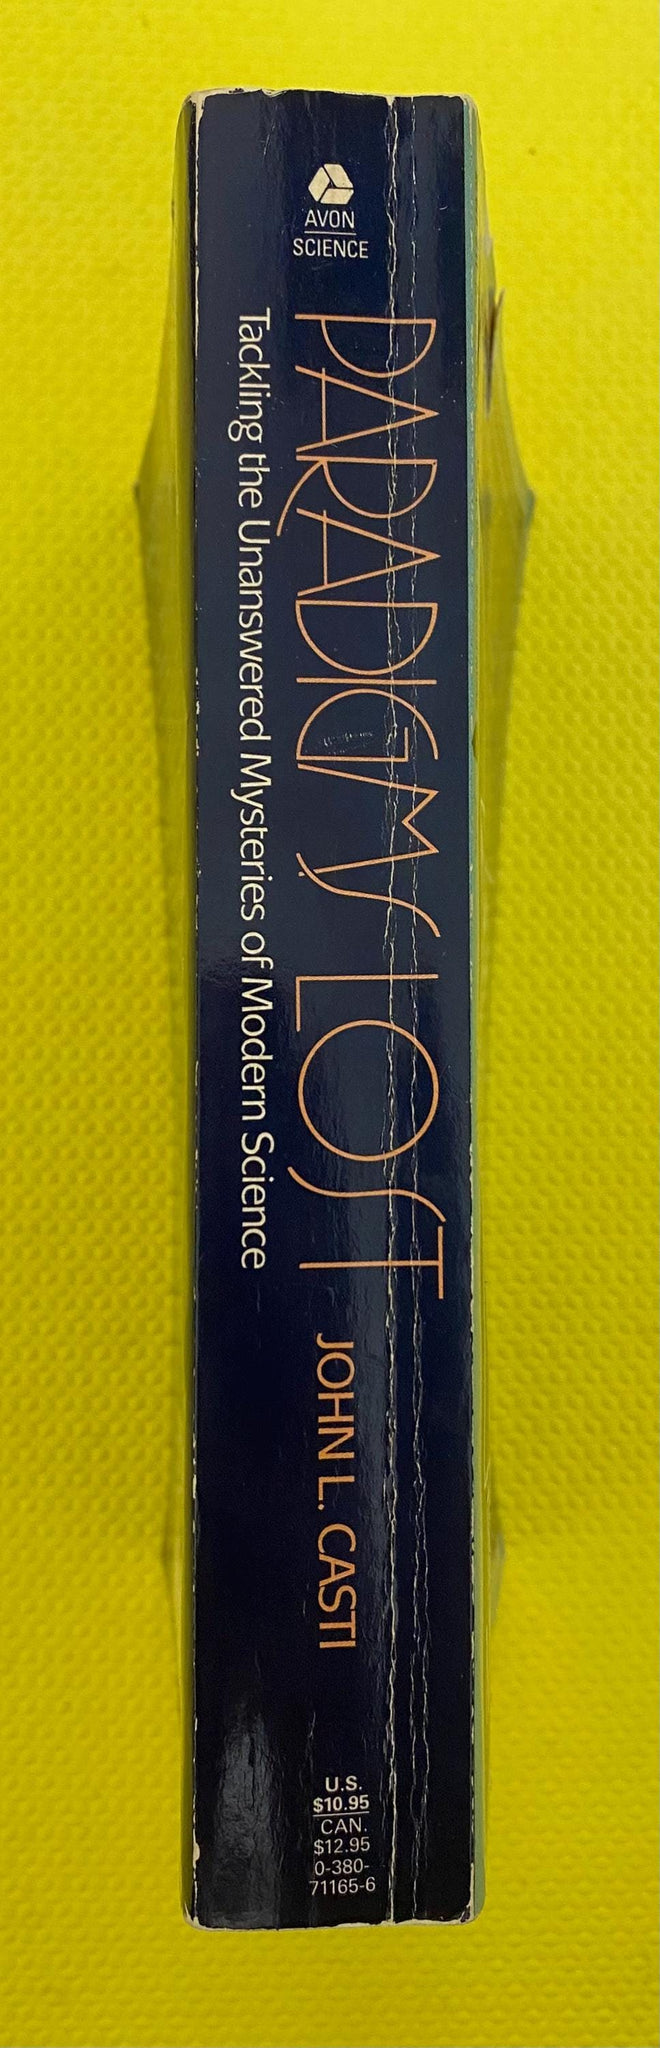 AVON
SCIENCE
PARADIGMS LOST
Tackling the Unanswered Mysteries of Modern Science
JOHN L. CASTI
U.S.
$10.95
CAN.
$12.95
0-380-
71165-6